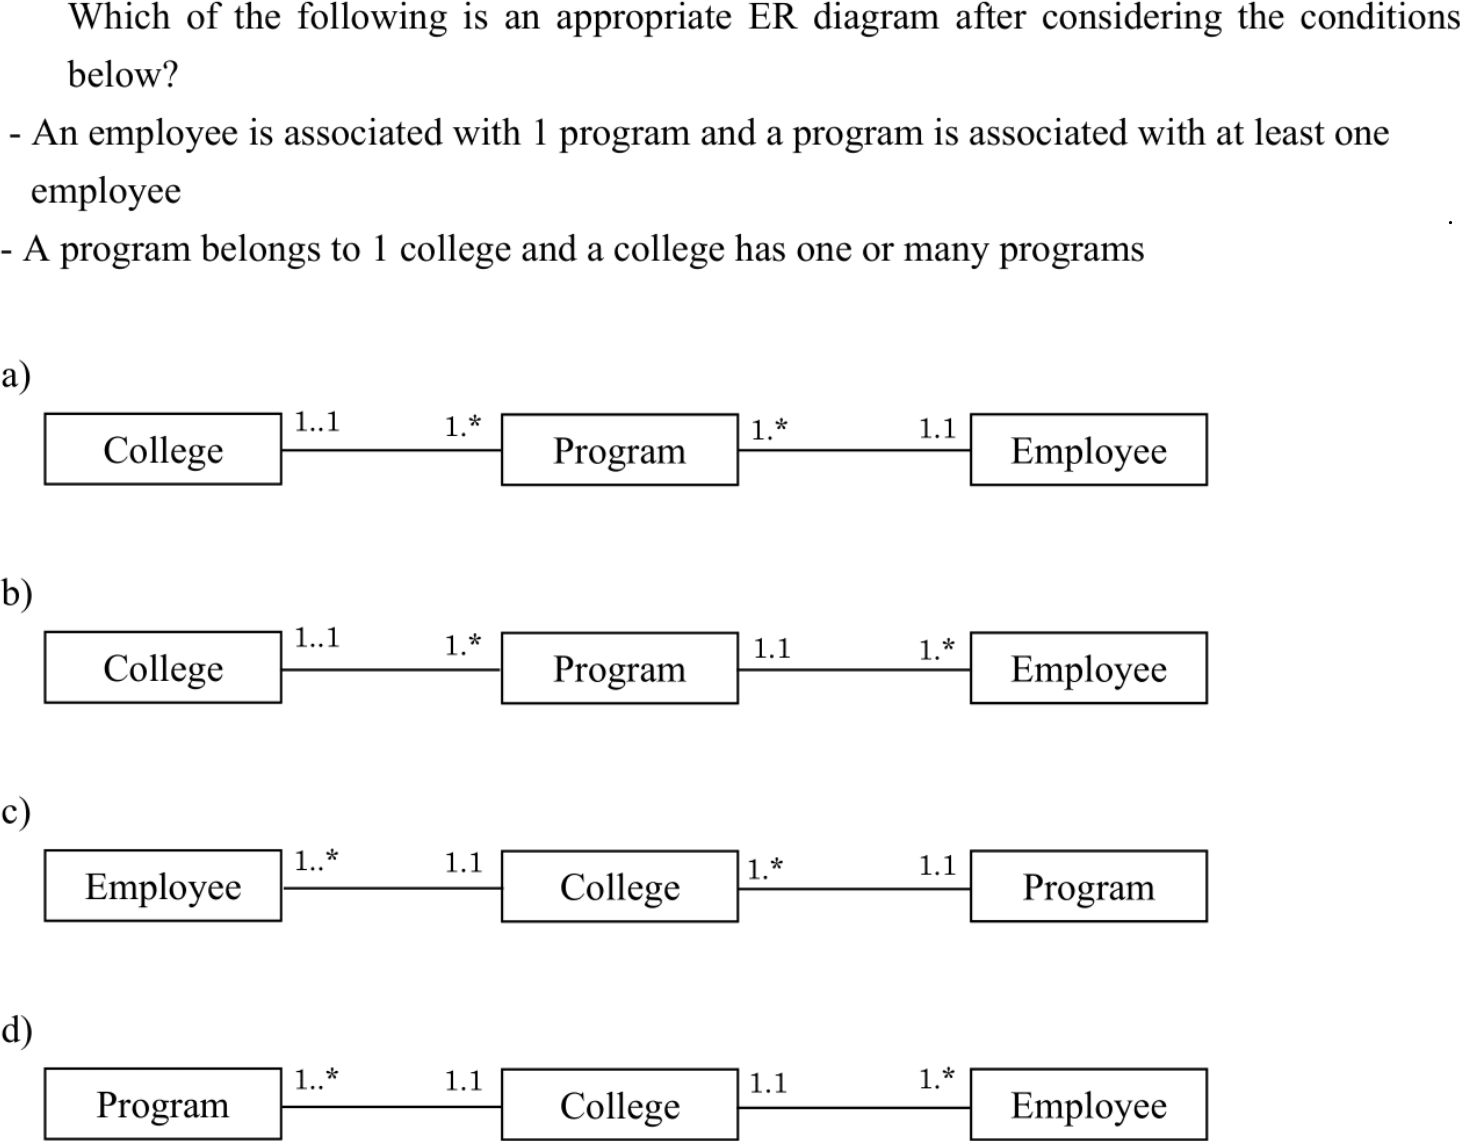 Which of the following is an appropriate ER diagram after considering the conditions
below?
- An employee is associated with 1 program and a program is associated with at least one
employee
- A program belongs to 1 college and a college has one or many programs
a)
College 1..1 1.* Program 1.* 1.1 Employee
b)
College 1..1 1.* Program 1.1 1.* Employee
c)
Employee 1..* 1.1 College 1.* 1.1 Program
d)
Program 1..* 1.1 College 1.1 1.* Employee